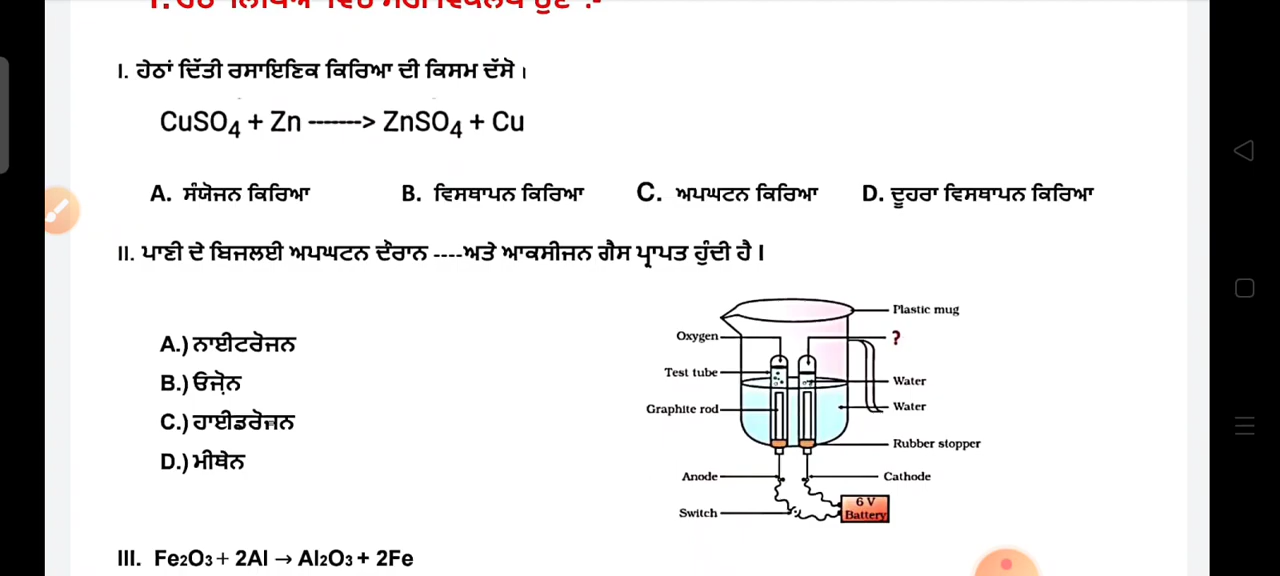 I. ਹੇਠਾਂ ਦਿੱਤੀ ਰਸਾਇਣਿਕ ਕਿਰਿਆ ਦੀ ਕਿਸਮ ਦੱਸੋ ।
CuSO₄ + Zn -------> ZnSO₄ + Cu
A. ਸੰਯੋਜਨ ਕਿਰਿਆ B. ਵਿਸਥਾਪਨ ਕਿਰਿਆ C. ਅਪਘਟਨ ਕਿਰਿਆ D. ਦੂਹਰਾ ਵਿਸਥਾਪਨ ਕਿਰਿਆ
II. ਪਾਣੀ ਦੇ ਬਿਜਲਈ ਅਪਘਟਨ ਦੌਰਾਨ ----ਅਤੇ ਆਕਸੀਜਨ ਗੈਸ ਪ੍ਰਾਪਤ ਹੁੰਦੀ ਹੈ I
A.) ਨਾਈਟਰੋਜਨ
B.) ਓਜ਼ੋਨ
C.) ਹਾਈਡਰੋਜਨ
D.) ਮੀਥੇਨ
Plastic mug
Oxygen ?
Test tube Water
Graphite rod Water
Rubber stopper
Anode Cathode
Switch 6 V Battery
III. Fe₂O₃ + 2Al → Al₂O₃ + 2Fe